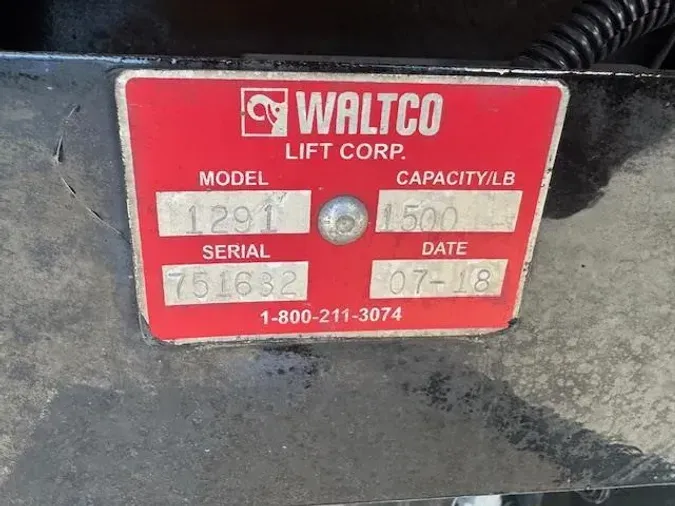 WALTCO
LIFT CORP.
MODEL CAPACITY/LB
1291 1500
SERIAL DATE
751632 07-18
1-800-211-3074